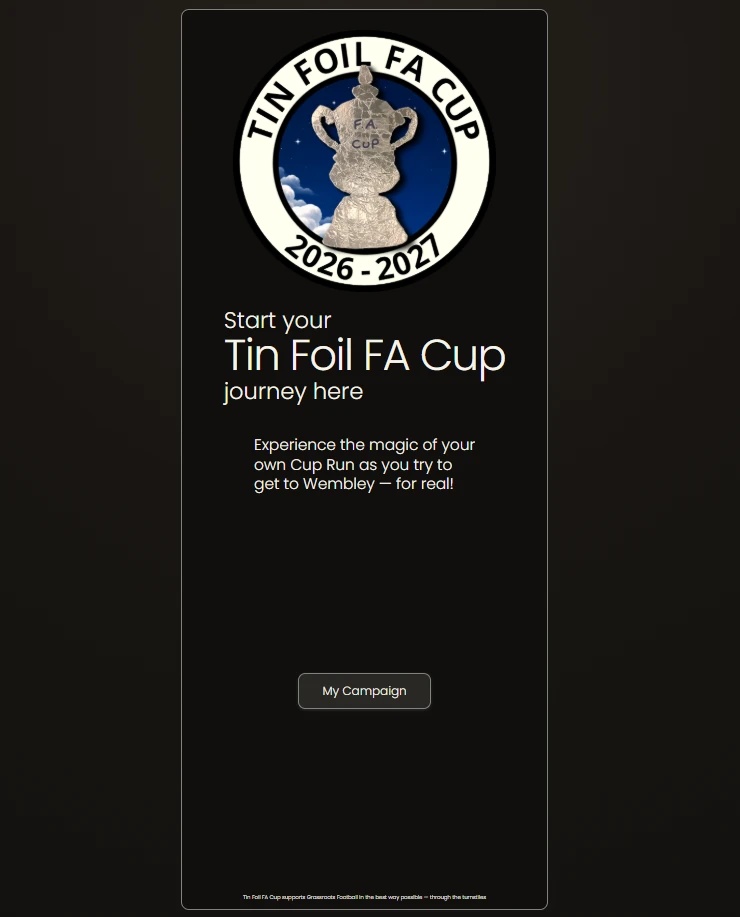 TIN FOIL FA CUP
F.A.
CUP
2026 - 2027
Start your
Tin Foil FA Cup
journey here
Experience the magic of your
own Cup Run as you try to
get to Wembley — for real!
My Campaign
Tin Foil FA Cup supports Grassroots Football in the best way possible — through the turnstiles